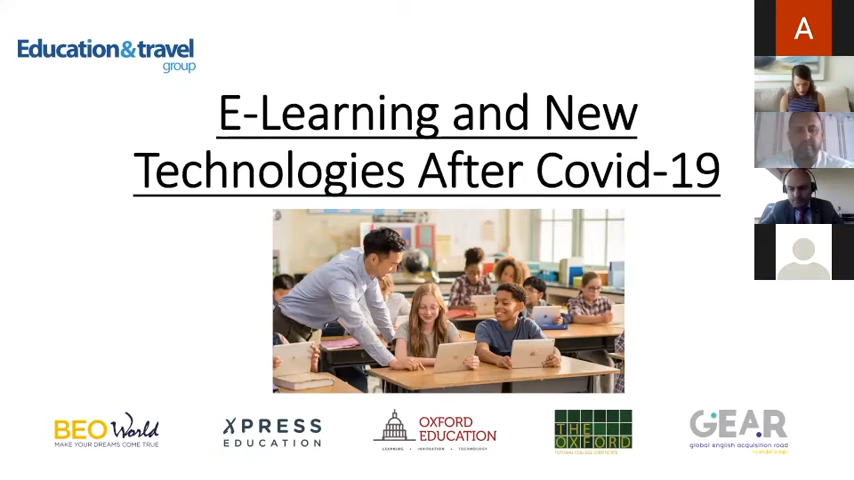 Education&travel
group
A
E-Learning and New
Technologies After Covid-19
BEO World
MAKE YOUR DREAMS COME TRUE
XPRESS
EDUCATION
OXFORD
EDUCATION
LEARNING • INNOVATION • TECHNOLOGY
THE
OXFORD
GEAR
global english acquisition road